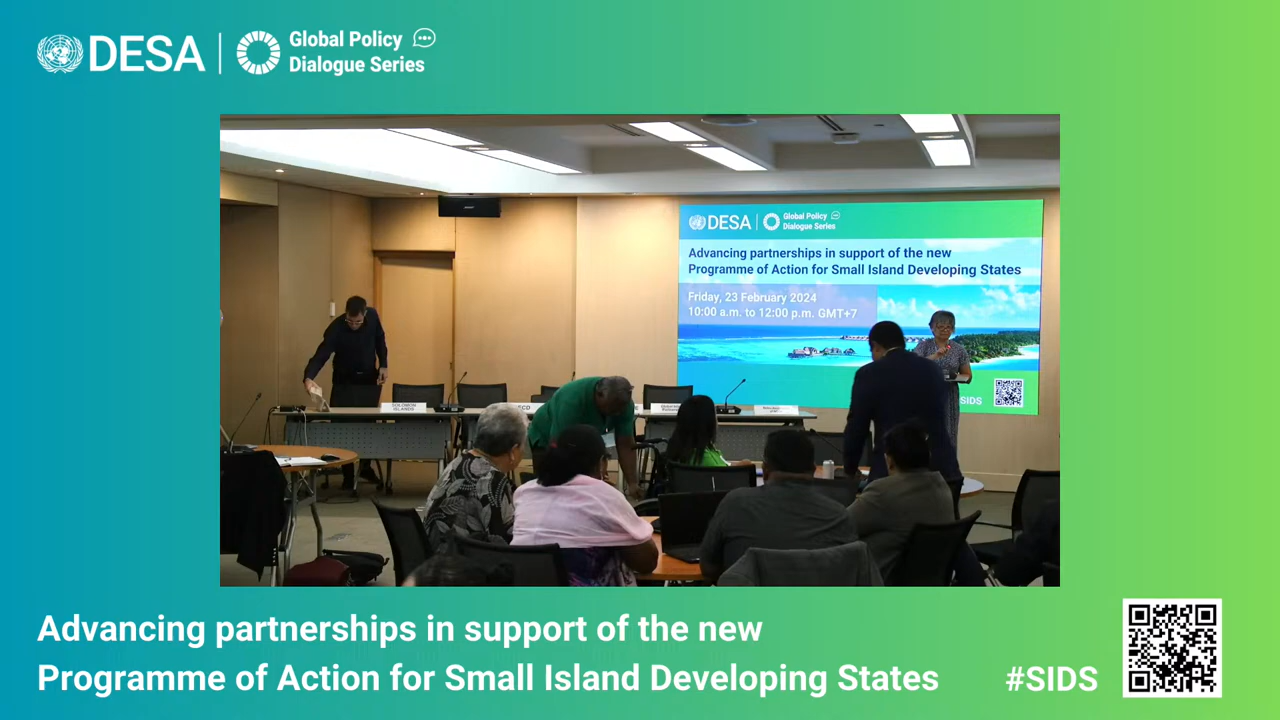 DESA
Global Policy
Dialogue Series
DESA
Global Policy
Dialogue Series
Advancing partnerships in support of the new
Programme of Action for Small Island Developing States
Friday, 23 February 2024
10:00 a.m. to 12:00 p.m. GMT+7
SOLOMON
ISLANDS
#SIDS
Advancing partnerships in support of the new
Programme of Action for Small Island Developing States
#SIDS